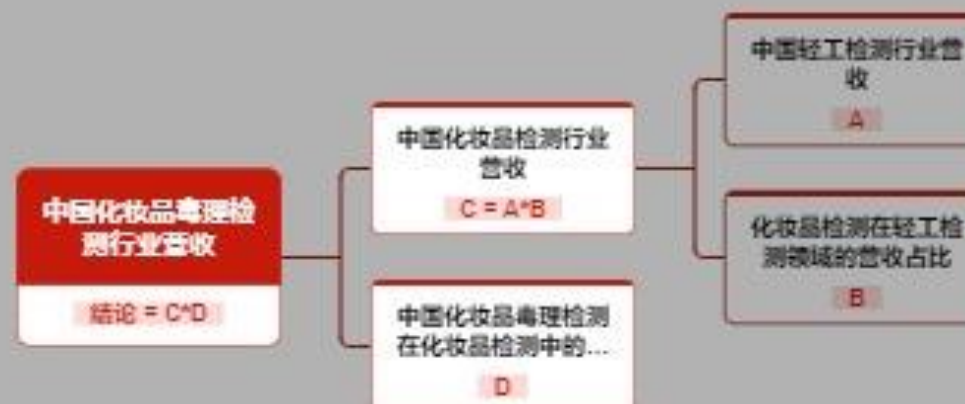 中国化妆品毒理检
测行业营收
结论 = C*D
中国化妆品检测行业
营收
C = A*B
中国化妆品毒理检测
在化妆品检测中的...
D
中国轻工检测行业营
收
A
化妆品检测在轻工检
测领域的营收占比
B